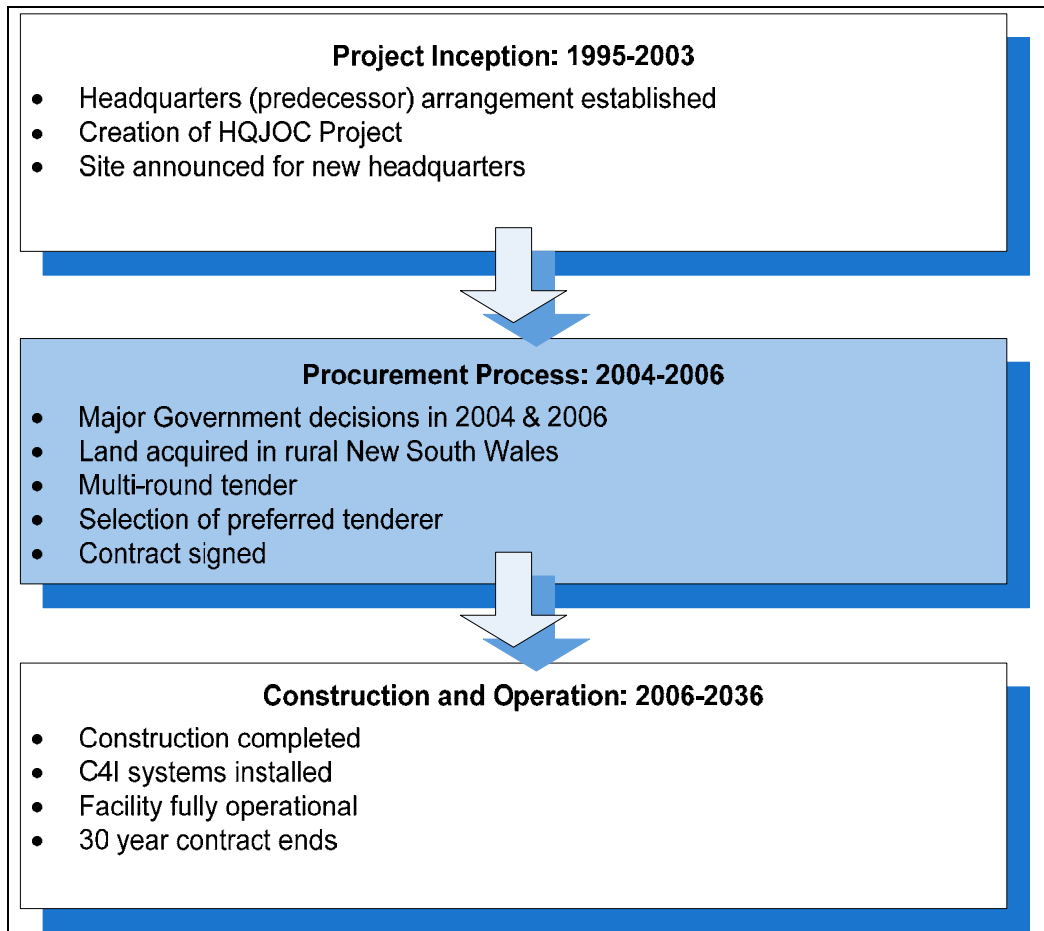 Project Inception: 1995-2003
• Headquarters (predecessor) arrangement established
• Creation of HQJOC Project
• Site announced for new headquarters
Procurement Process: 2004-2006
• Major Government decisions in 2004 & 2006
• Land acquired in rural New South Wales
• Multi-round tender
• Selection of preferred tenderer
• Contract signed
Construction and Operation: 2006-2036
• Construction completed
• C4I systems installed
• Facility fully operational
• 30 year contract ends